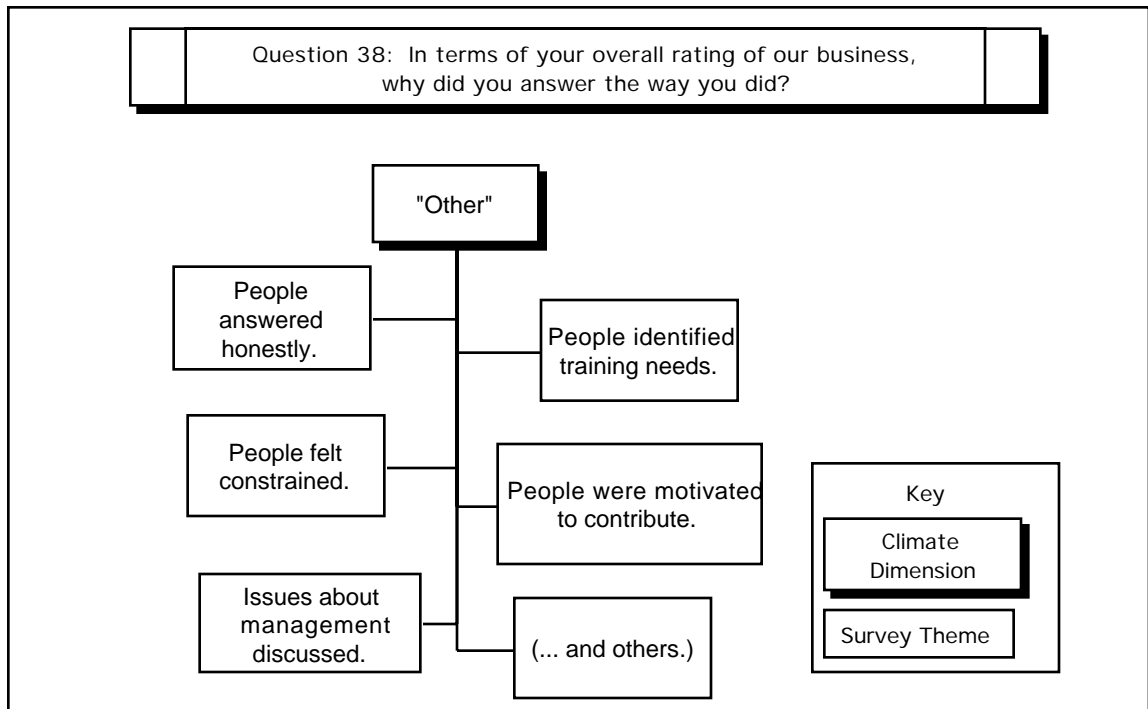 Question 38: In terms of your overall rating of our business,
why did you answer the way you did?
"Other"
People
answered
honestly.
People identified
training needs.
People felt
constrained.
People were motivated
to contribute.
Issues about
management
discussed.
(... and others.)
Key
Climate
Dimension
Survey Theme